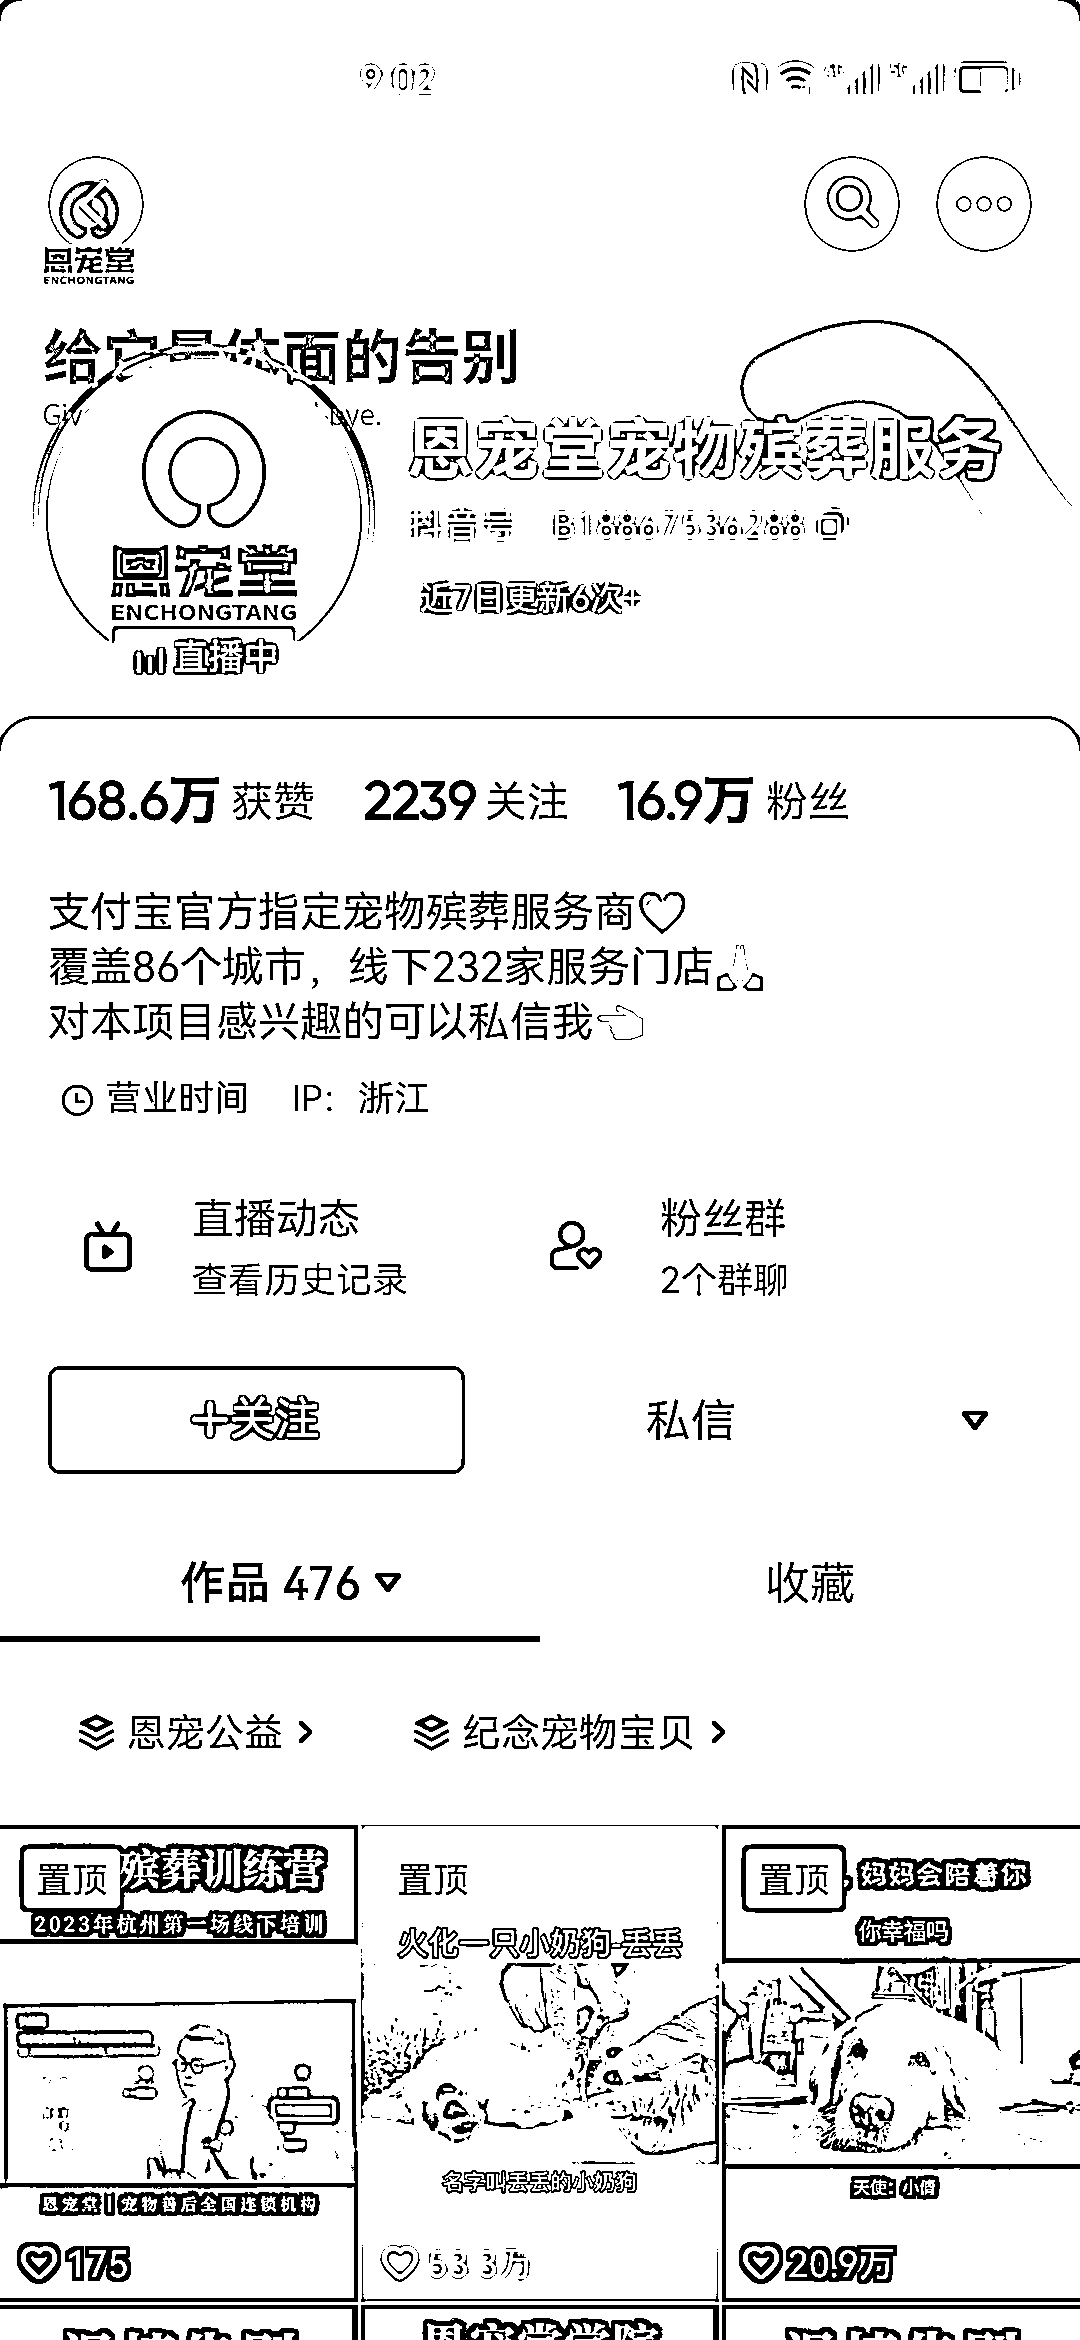 9:02
恩宠堂
ENCHONGTANG
给它最体面的告别
Giv bye.
恩宠堂宠物殡葬服务
抖音号 B18867536288
恩宠堂
ENCHONGTANG
近7日更新6次+
直播中
168.6万 获赞 2239 关注 16.9万 粉丝
支付宝官方指定宠物殡葬服务商♡
覆盖86个城市，线下232家服务门店🙏
对本项目感兴趣的可以私信我👈
营业时间 IP：浙江
直播动态 粉丝群
查看历史记录 2个群聊
+关注 私信
作品 476 收藏
恩宠公益 纪念宠物宝贝
置顶 殡葬训练营
2023年杭州第一场线下培训
恩宠堂 | 宠物善后全国连锁机构
175
置顶
火化一只小奶狗-丢丢
名字叫丢丢的小奶狗
53.3万
置顶 ，妈妈会陪着你
你幸福吗
天使：小俏
20.9万